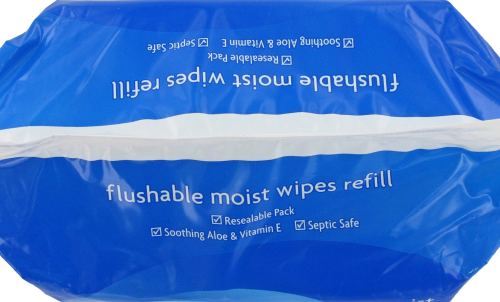 ☑ Soothing Aloe & Vitamin E ☑ Septic Safe
☑ Resealable Pack
flushable moist wipes refill
flushable moist wipes refill
☑ Resealable Pack
☑ Soothing Aloe & Vitamin E ☑ Septic Safe